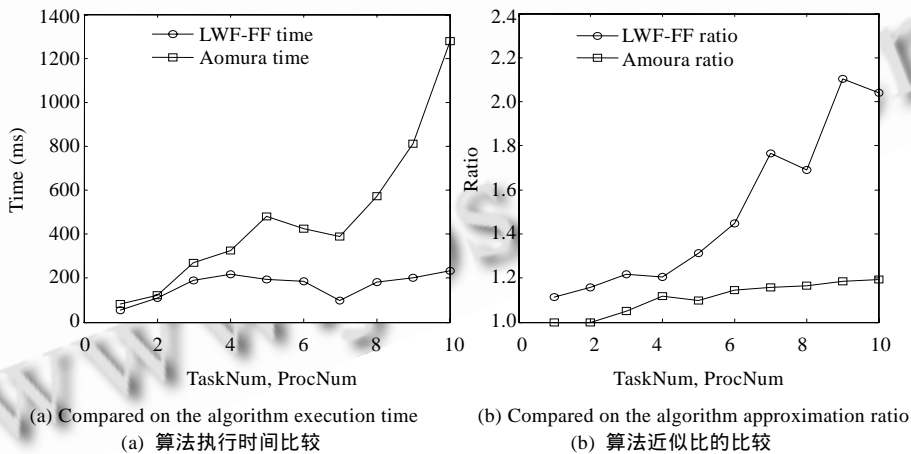 1400
1200
1000
800
600
400
200
0
Time (ms)
LWF-FF time
Aomura time
0 2 4 6 8 10
TaskNum, ProcNum
(a) Compared on the algorithm execution time
(a) 算法执行时间比较
2.4
2.2
2.0
1.8
1.6
1.4
1.2
1.0
Ratio
LWF-FF ratio
Amoura ratio
0 2 4 6 8 10
TaskNum, ProcNum
(b) Compared on the algorithm approximation ratio
(b) 算法近似比的比较